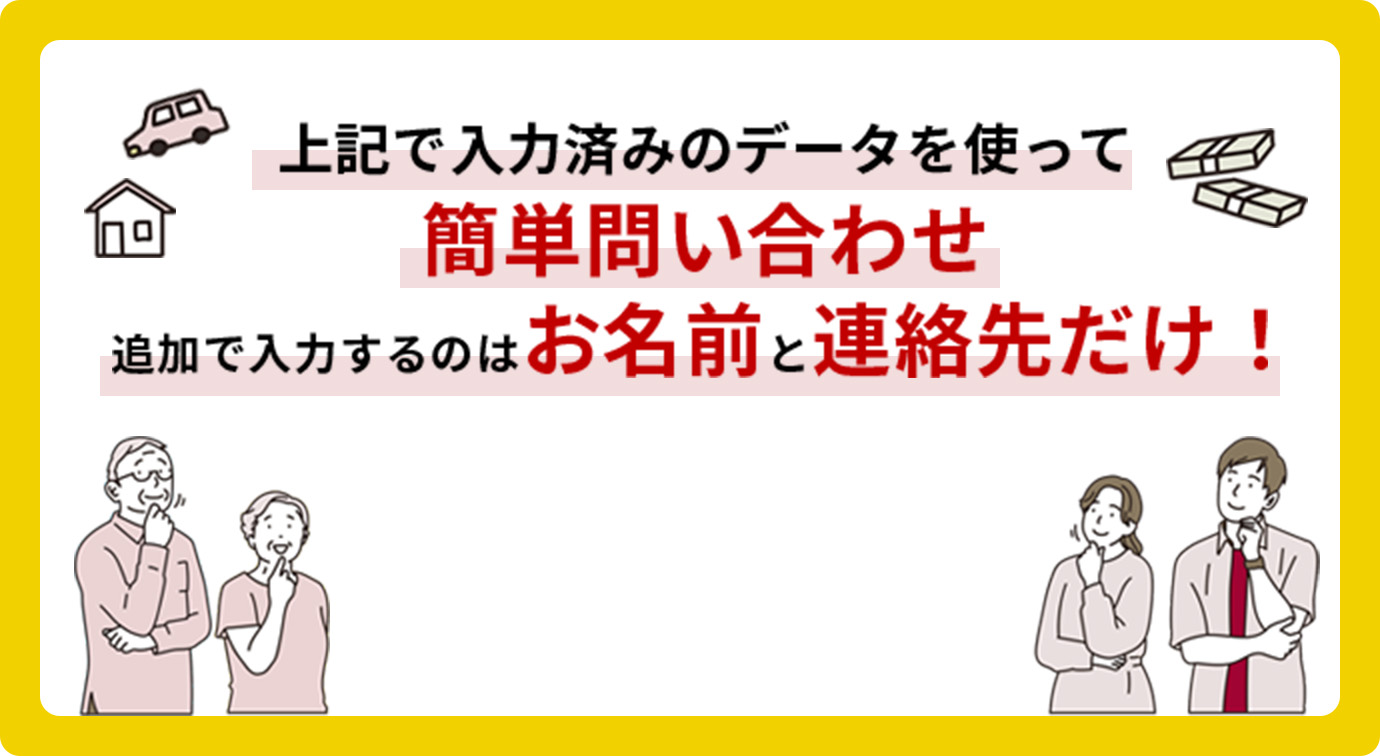 上記で入力済みのデータを使って
簡単問い合わせ
追加で入力するのはお名前と連絡先だけ！